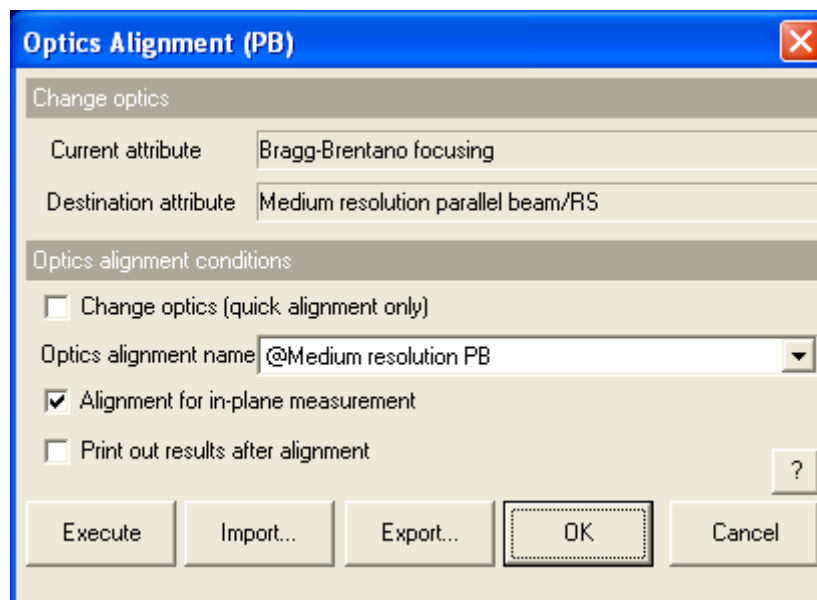 Optics Alignment (PB)
Change optics
Current attribute Bragg-Brentano focusing
Destination attribute Medium resolution parallel beam/RS
Optics alignment conditions
Change optics (quick alignment only)
Optics alignment name @Medium resolution PB
Alignment for in-plane measurement
Print out results after alignment
?
Execute Import... Export... OK Cancel